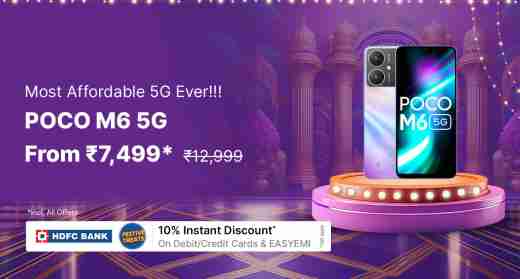 Most Affordable 5G Ever!!!
POCO M6 5G
From ₹7,499* ₹12,999
*Incl. All Offers
HDFC BANK
FESTIVE TREATS
10% Instant Discount*
On Debit/Credit Cards & EASYEMI
POCO
M6 5G